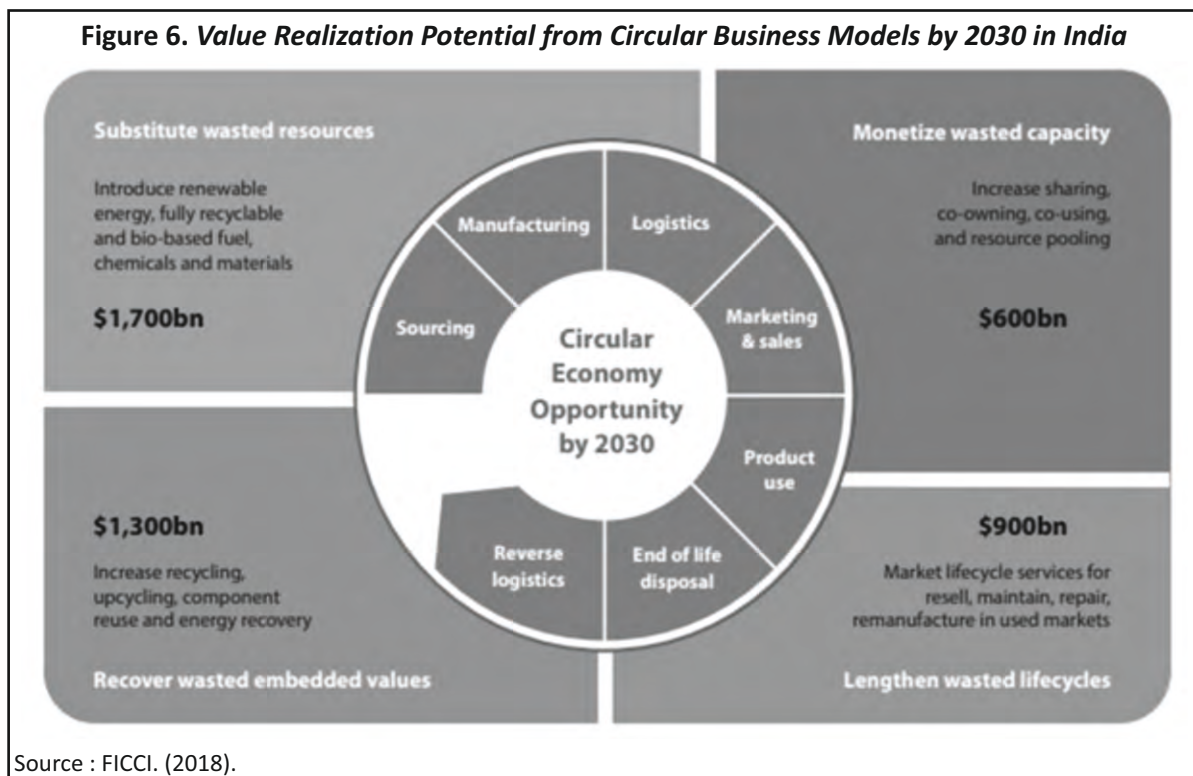 Figure 6. Value Realization Potential from Circular Business Models by 2030 in India
Substitute wasted resources
Introduce renewable
energy, fully recyclable
and bio-based fuel,
chemicals and materials
$1,700bn
Monetize wasted capacity
Increase sharing,
co-owning, co-using,
and resource pooling
$600bn
Sourcing
Manufacturing
Logistics
Marketing
& sales
Product
use
End of life
disposal
Reverse
logistics
Circular
Economy
Opportunity
by 2030
$1,300bn
Increase recycling,
upcycling, component
reuse and energy recovery
Recover wasted embedded values
$900bn
Market lifecycle services for
resell, maintain, repair,
remanufacture in used markets
Lengthen wasted lifecycles
Source : FICCI. (2018).